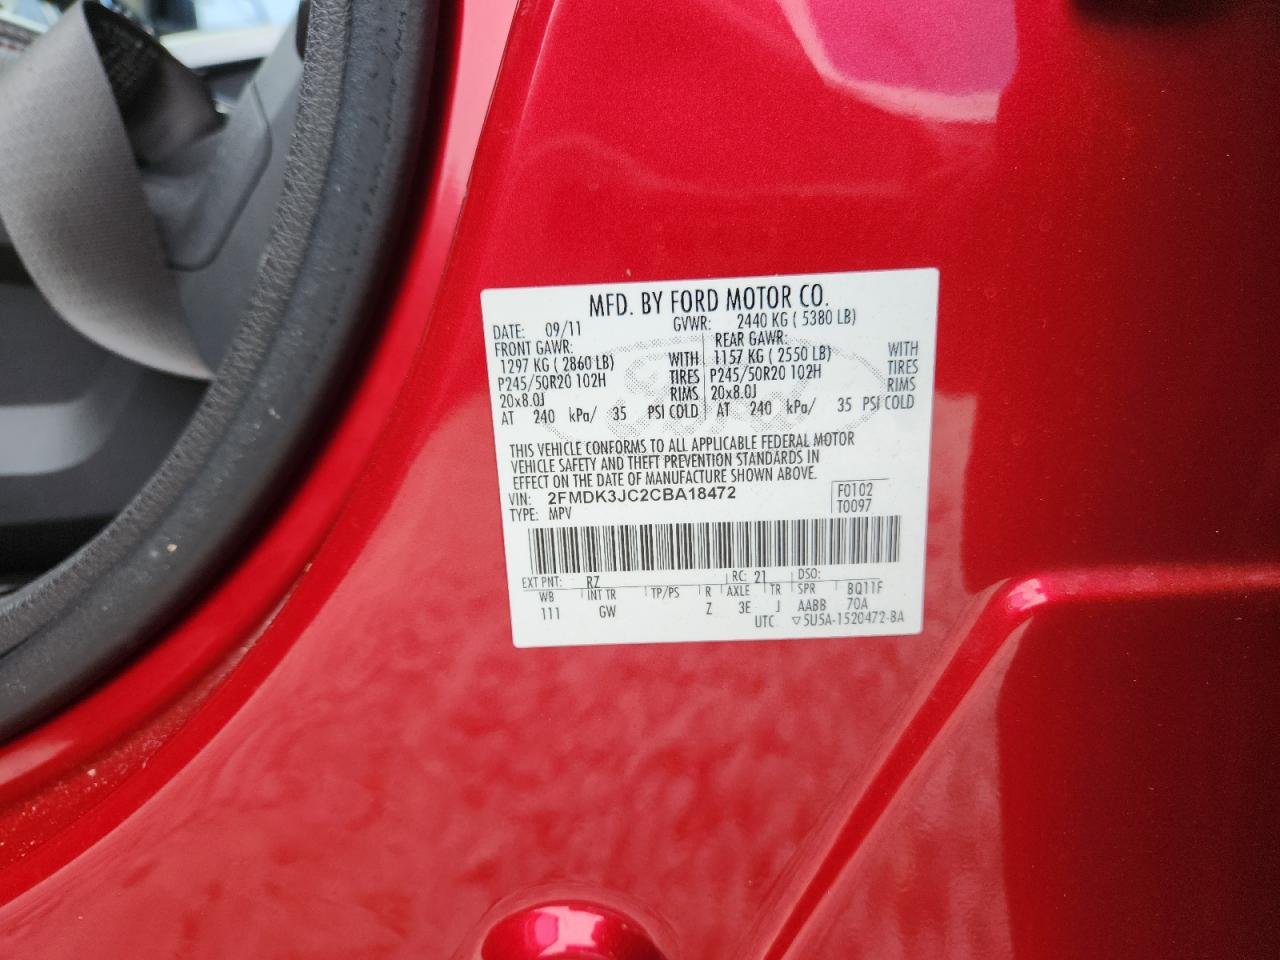 MFD. BY FORD MOTOR CO.
DATE: 09/11 GVWR: 2440 KG ( 5380 LB)
FRONT GAWR: REAR GAWR:
1297 KG ( 2860 LB) WITH 1157 KG ( 2550 LB) WITH
P245/50R20 102H TIRES P245/50R20 102H TIRES
20x8.0J RIMS 20x8.0J RIMS
AT 240 kPa/ 35 PSI COLD AT 240 kPa/ 35 PSI COLD
THIS VEHICLE CONFORMS TO ALL APPLICABLE FEDERAL MOTOR
VEHICLE SAFETY AND THEFT PREVENTION STANDARDS IN
EFFECT ON THE DATE OF MANUFACTURE SHOWN ABOVE.
VIN: 2FMDK3JC2CBA18472 F0102
TYPE: MPV T0097
EXT PNT: RZ RC: 21 DSO:
WB INT TR TP/PS R AXLE TR SPR BQ11F
111 GW Z 3E J AABB 70A
UTC ▽5U5A-1520472-BA